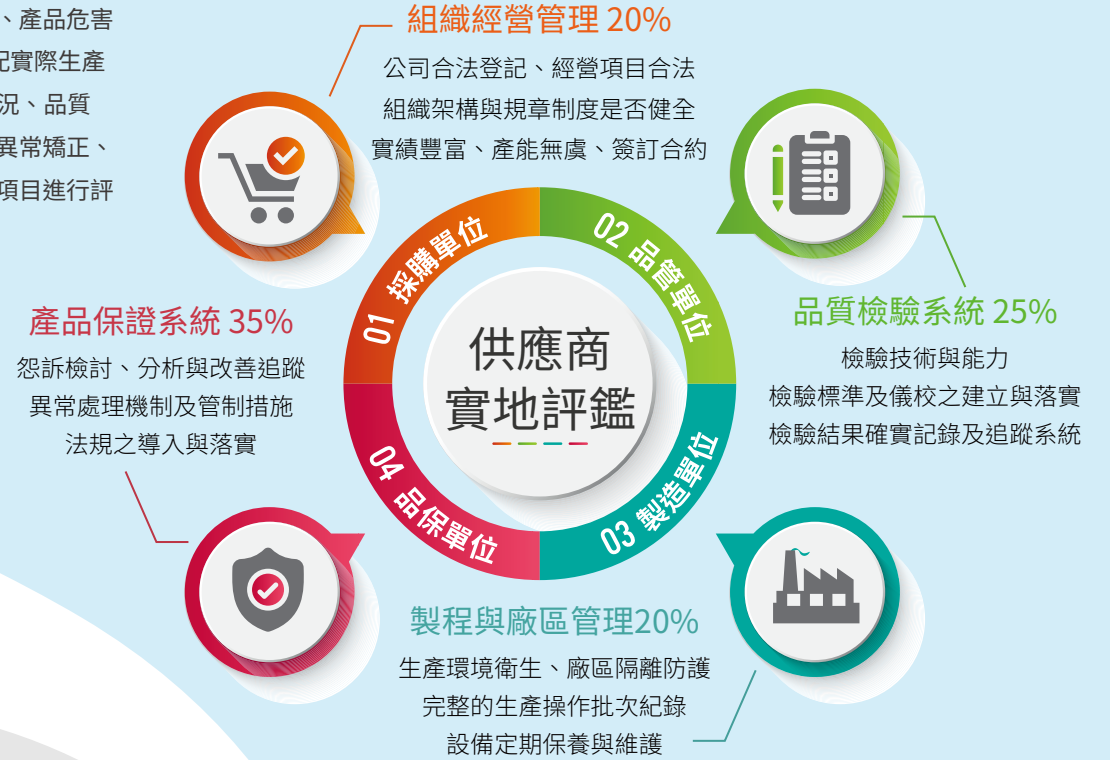 、產品危害
記實際生產
況、品質
異常矯正、
項目進行評
組織經營管理 20%
公司合法登記、經營項目合法
組織架構與規章制度是否健全
實績豐富、產能無虞、簽訂合約
01 採購單位
02 品管單位
品質檢驗系統 25%
檢驗技術與能力
檢驗標準及儀校之建立與落實
檢驗結果確實記錄及追蹤系統
供應商
實地評鑑
產品保證系統 35%
怨訴檢討、分析與改善追蹤
異常處理機制及管制措施
法規之導入與落實
04 品保單位
03 製造單位
製程與廠區管理20%
生產環境衛生、廠區隔離防護
完整的生產操作批次紀錄
設備定期保養與維護